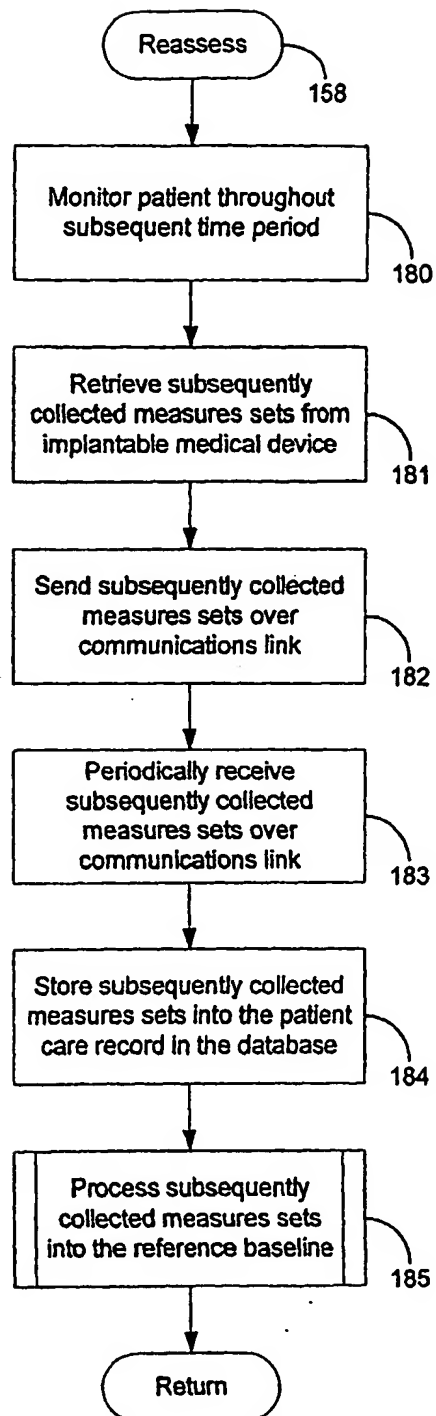 Reassess
158
Monitor patient throughout
subsequent time period
180
Retrieve subsequently
collected measures sets from
implantable medical device
181
Send subsequently collected
measures sets over
communications link
182
Periodically receive
subsequently collected
measures sets over
communications link
183
Store subsequently collected
measures sets into the patient
care record in the database
184
Process subsequently
collected measures sets
into the reference baseline
185
Return